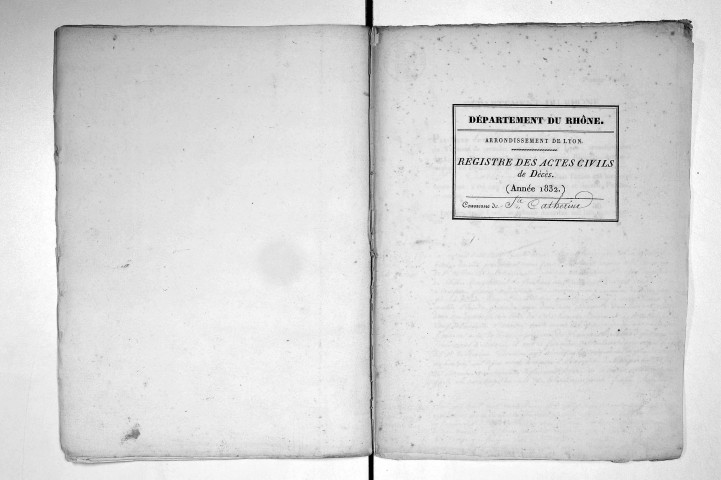 DÉPARTEMENT DU RHÔNE.
ARRONDISSEMENT DE LYON.
REGISTRE DES ACTES CIVILS
de Décès.
(Année 1832.)
Commune de Ste Catherine